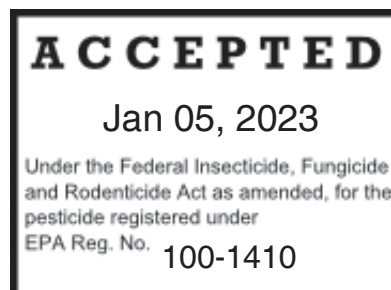 ACCEPTED
Jan 05, 2023
Under the Federal Insecticide, Fungicide
and Rodenticide Act as amended, for the
pesticide registered under
EPA Reg. No. 100-1410